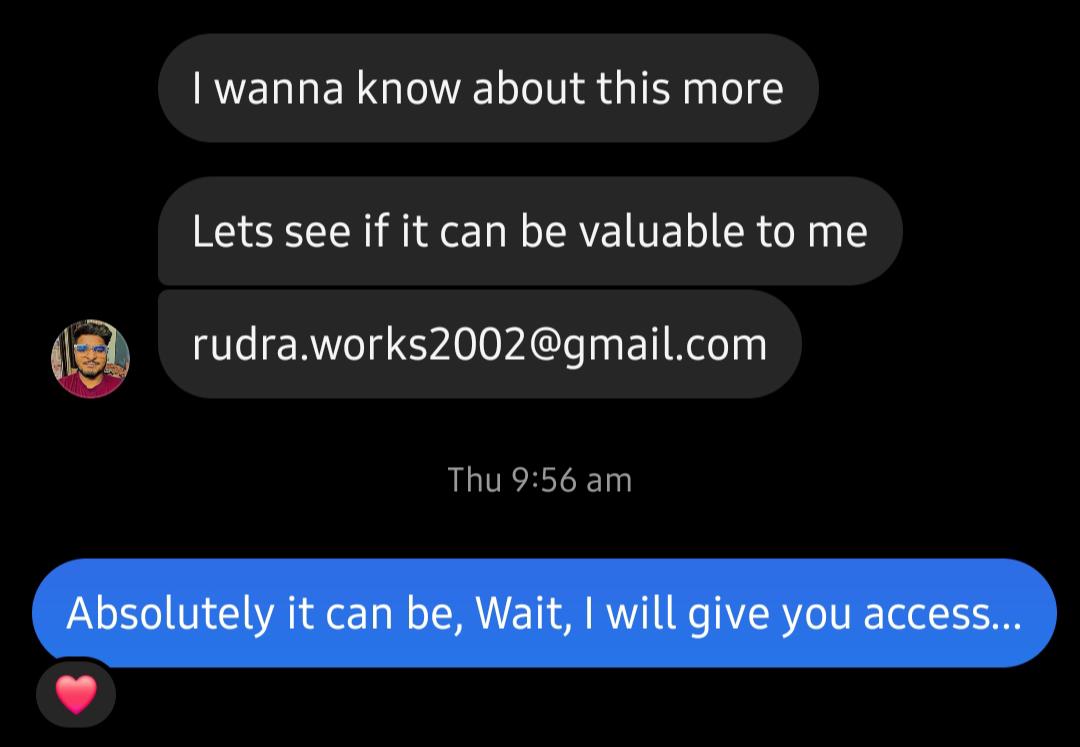 I wanna know about this more
Lets see if it can be valuable to me
rudra.works2002@gmail.com
Thu 9:56 am
Absolutely it can be, Wait, I will give you access...